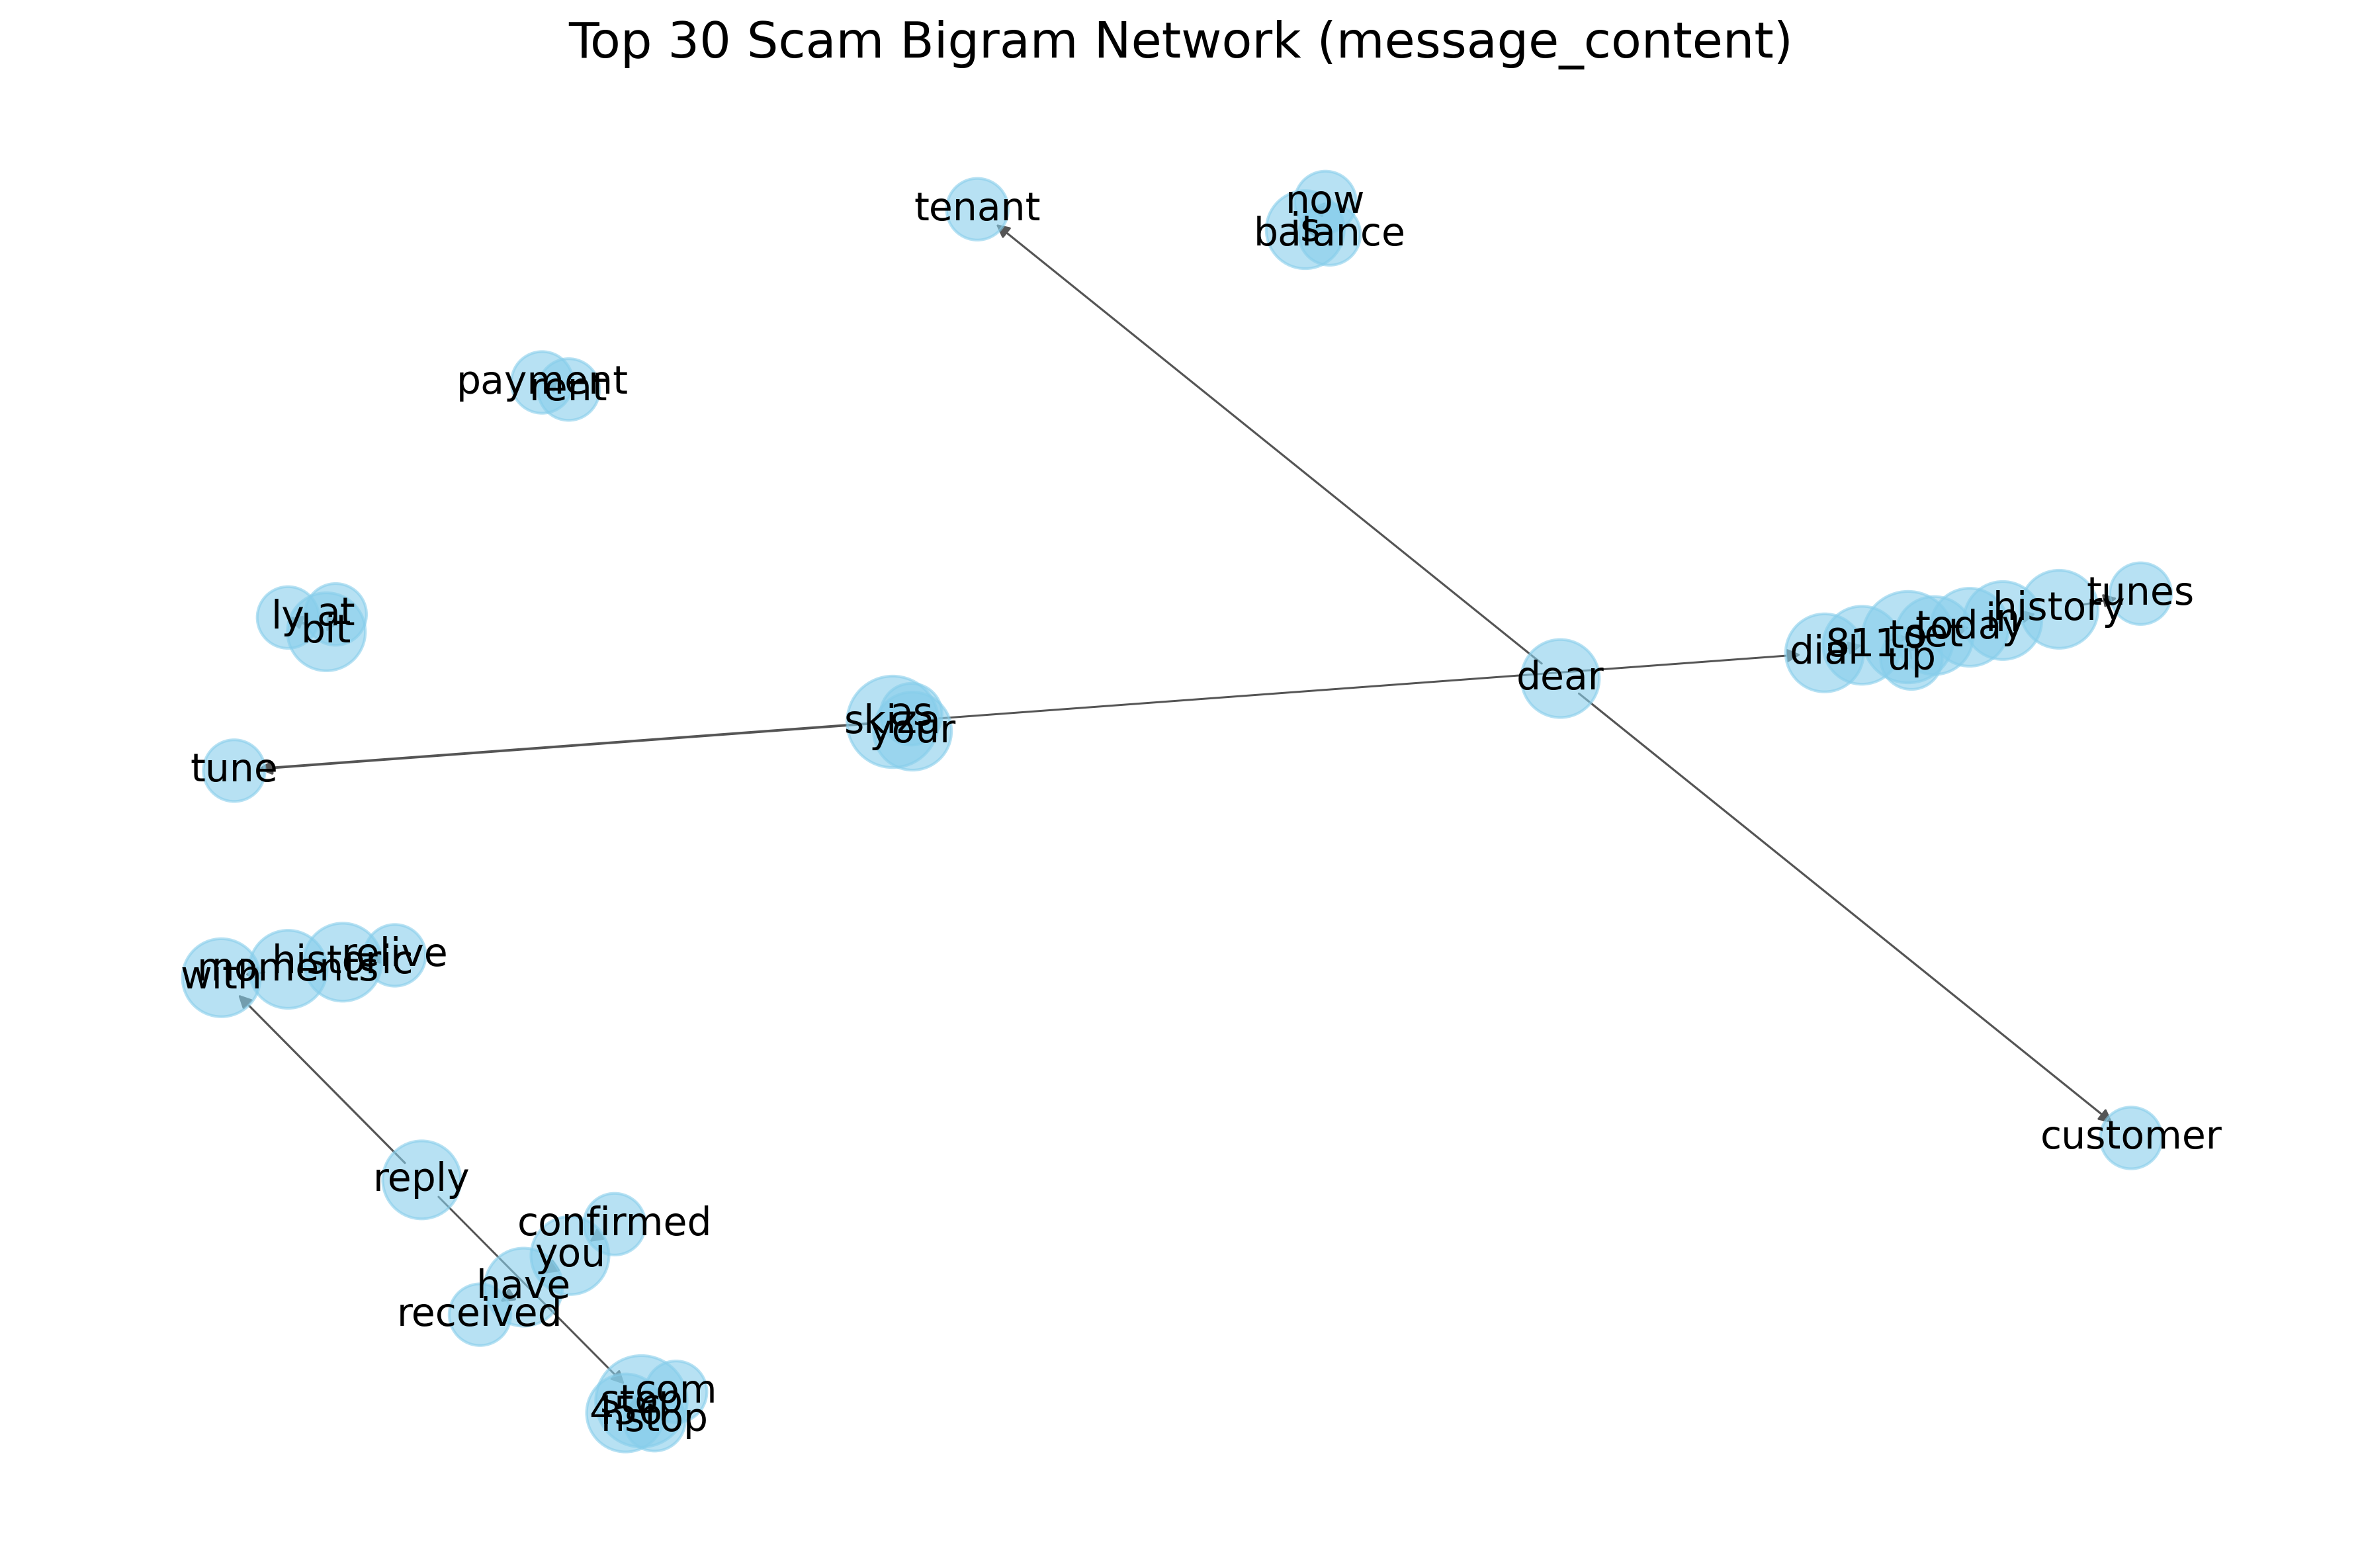 Top 30 Scam Bigram Network (message_content)
tenant
now
is
balance
payment
rent
ly
at
bit
tunes
history
in
today
set
to
811
dial
up
dear
as
skiza
your
tune
relive
historic
moments
with
customer
reply
confirmed
you
have
received
com
stop
456
nstop